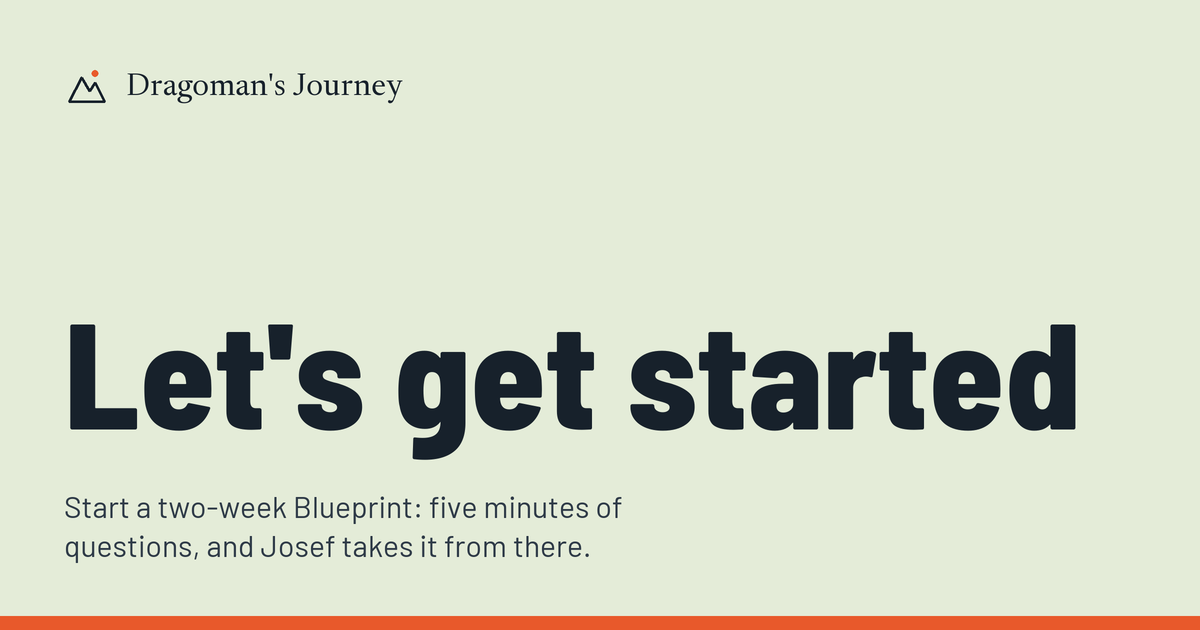 Dragoman's Journey
Let's get started
Start a two-week Blueprint: five minutes of
questions, and Josef takes it from there.